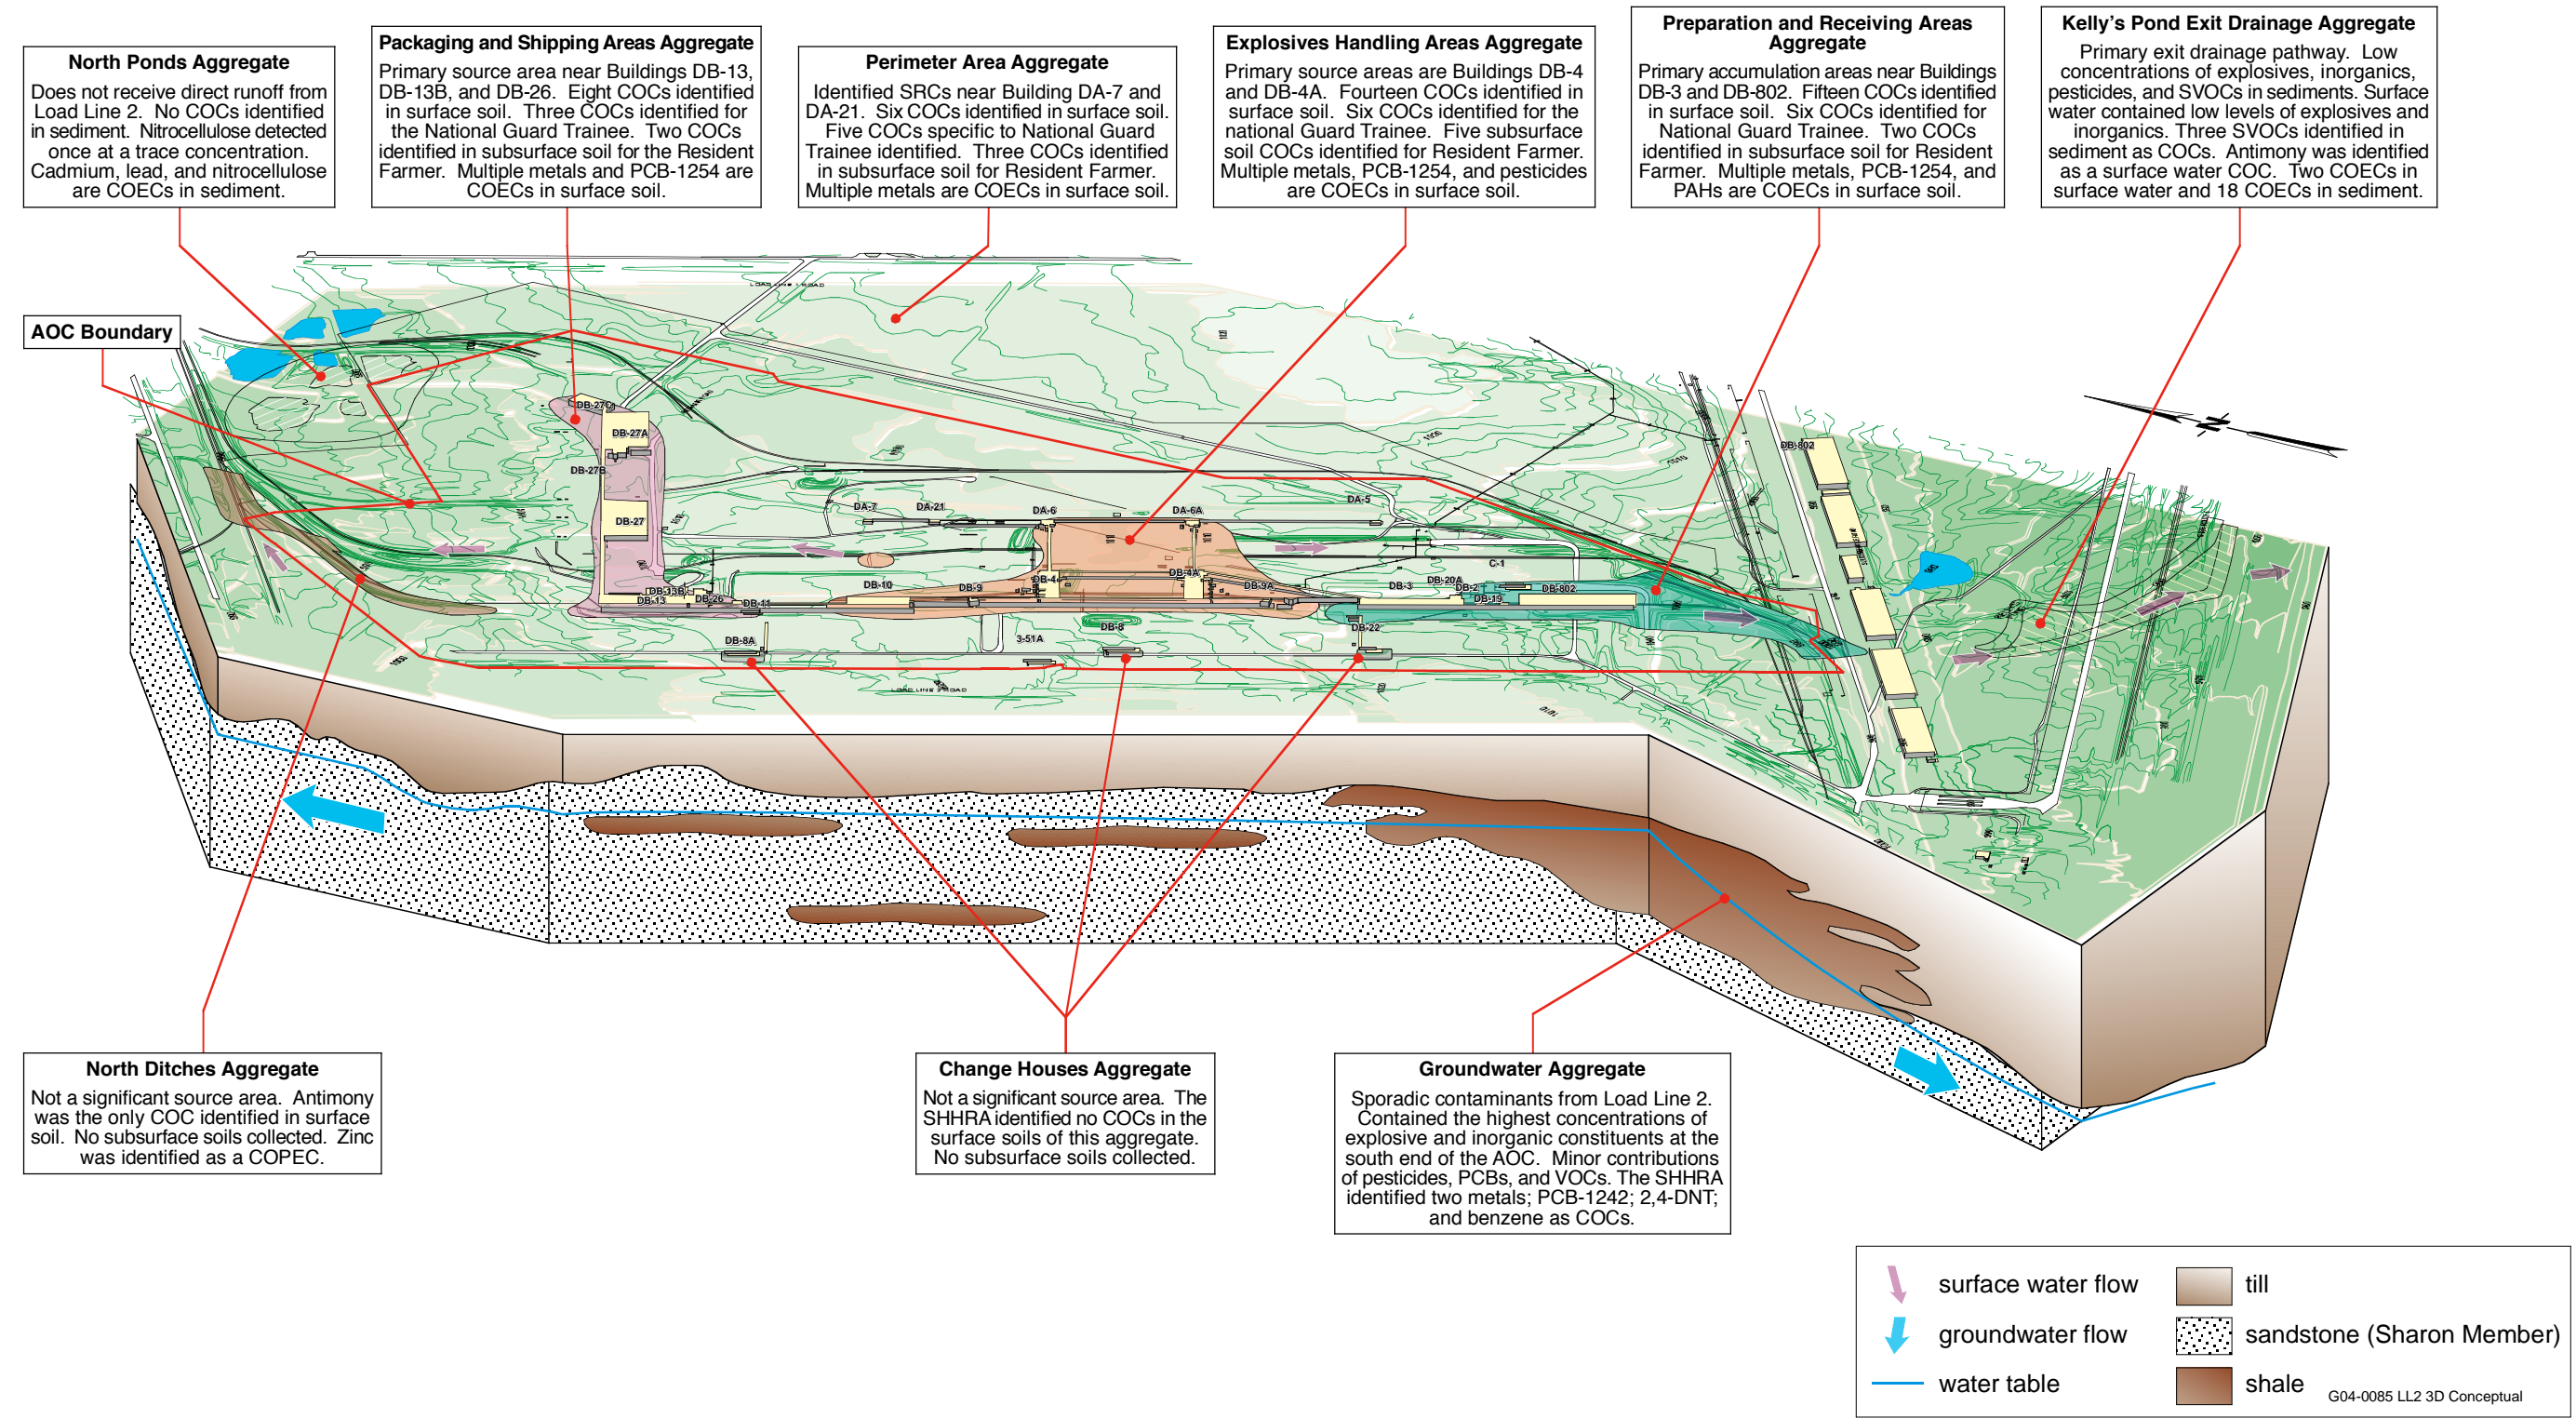 North Ponds Aggregate
Does not receive direct runoff from
Load Line 2. No COCs identified
in sediment. Nitrocellulose detected
once at a trace concentration.
Cadmium, lead, and nitrocellulose
are COECs in sediment.
Packaging and Shipping Areas Aggregate
Primary source area near Buildings DB-13,
DB-13B, and DB-26. Eight COCs identified
in surface soil. Three COCs identified for
the National Guard Trainee. Two COCs
identified in subsurface soil for the Resident
Farmer. Multiple metals and PCB-1254 are
COECs in surface soil.
Perimeter Area Aggregate
Identified SRCs near Building DA-7 and
DA-21. Six COCs identified in surface soil.
Five COCs specific to National Guard
Trainee identified. Three COCs identified
in subsurface soil for Resident Farmer.
Multiple metals are COECs in surface soil.
Explosives Handling Areas Aggregate
Primary source areas are Buildings DB-4
and DB-4A. Fourteen COCs identified in
surface soil. Six COCs identified for the
national Guard Trainee. Five subsurface
soil COCs identified for Resident Farmer.
Multiple metals, PCB-1254, and pesticides
are COECs in surface soil.
Preparation and Receiving Areas
Aggregate
Primary accumulation areas near Buildings
DB-3 and DB-802. Fifteen COCs identified
in surface soil. Six COCs identified for
National Guard Trainee. Two COCs
identified in subsurface soil for Resident
Farmer. Multiple metals, PCB-1254, and
PAHs are COECs in surface soil.
Kelly's Pond Exit Drainage Aggregate
Primary exit drainage pathway. Low
concentrations of explosives, inorganics,
pesticides, and SVOCs in sediments. Surface
water contained low levels of explosives and
inorganics. Three SVOCs identified in
sediment as COCs. Antimony was identified
as a surface water COC. Two COECs in
surface water and 18 COECs in sediment.
AOC Boundary
LOAD LINE 1 ROAD
N
DB-27C
DB-27A
DB-27B
DB-27
DB-802
DA-7
DA-21
DA-6
DA-6A
DA-5
DB-13B
DB-13
DB-26
DB-11
DB-10
DB-9
DB-4
DB-4A
DB-9A
DB-3
DB-20A
DB-2
C-1
DB-19
DB-802
DB-8A
3-51A
DB-8
DB-22
LOAD LINE 2 ROAD
North Ditches Aggregate
Not a significant source area. Antimony
was the only COC identified in surface
soil. No subsurface soils collected. Zinc
was identified as a COPEC.
Change Houses Aggregate
Not a significant source area. The
SHHRA identified no COCs in the
surface soils of this aggregate.
No subsurface soils collected.
Groundwater Aggregate
Sporadic contaminants from Load Line 2.
Contained the highest concentrations of
explosive and inorganic constituents at the
south end of the AOC. Minor contributions
of pesticides, PCBs, and VOCs. The SHHRA
identified two metals; PCB-1242; 2,4-DNT;
and benzene as COCs.
surface water flow
groundwater flow
water table
till
sandstone (Sharon Member)
shale
G04-0085 LL2 3D Conceptual